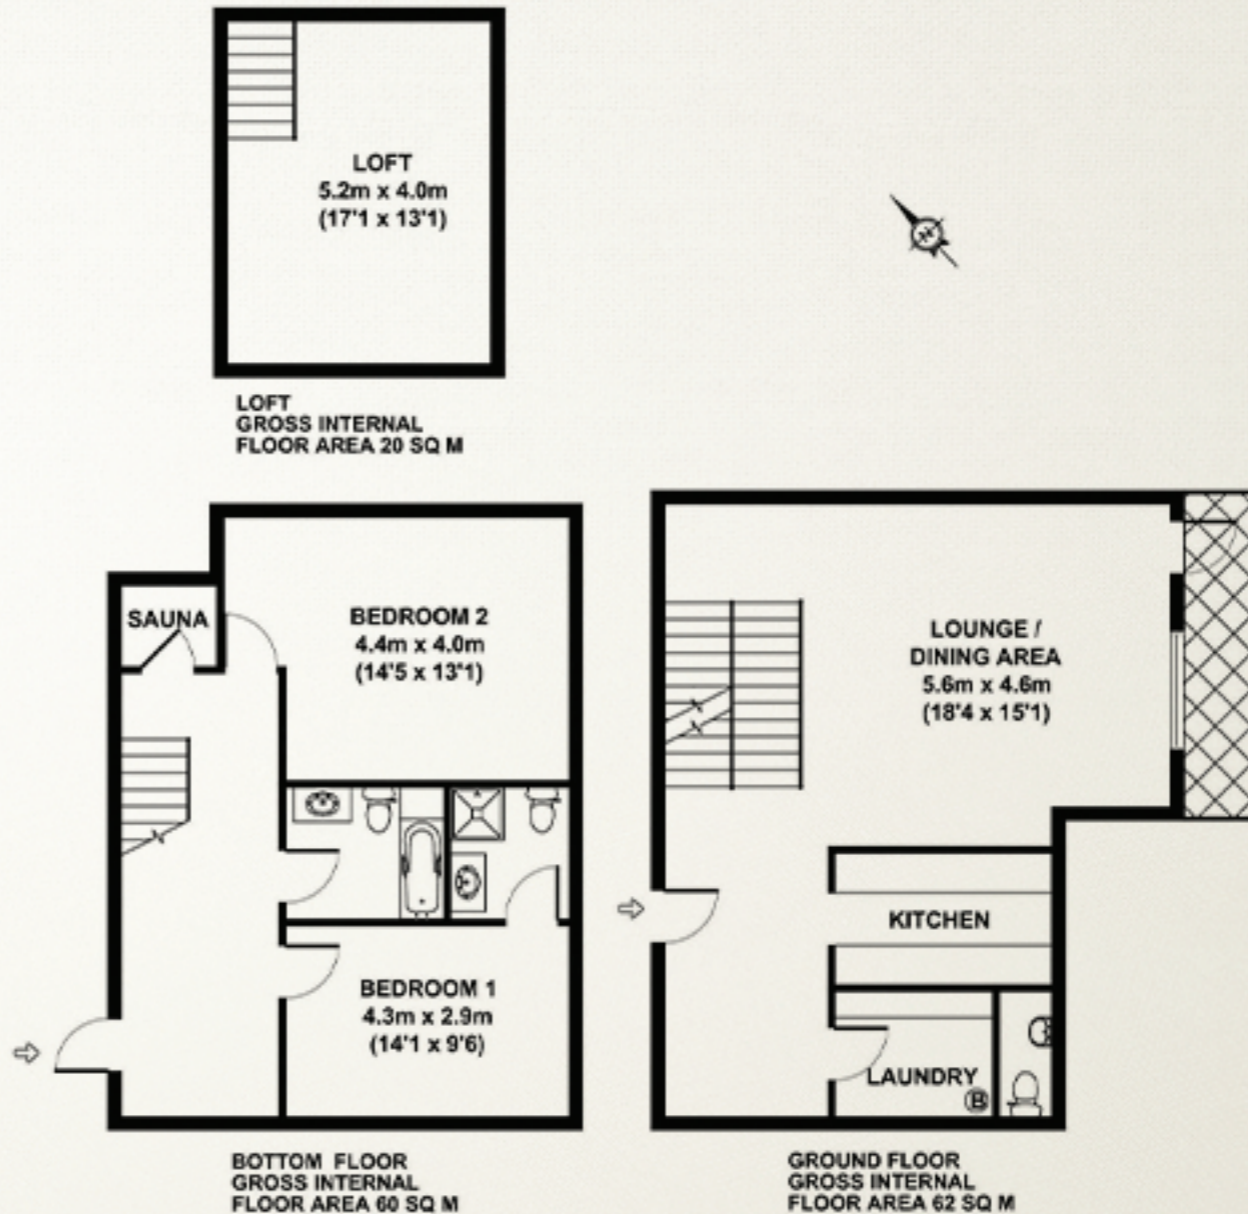 LOFT
5.2m x 4.0m
(17'1 x 13'1)
LOFT
GROSS INTERNAL
FLOOR AREA 20 SQ M
SAUNA
BEDROOM 2
4.4m x 4.0m
(14'5 x 13'1)
BEDROOM 1
4.3m x 2.9m
(14'1 x 9'6)
BOTTOM FLOOR
GROSS INTERNAL
FLOOR AREA 60 SQ M
LOUNGE /
DINING AREA
5.6m x 4.6m
(18'4 x 15'1)
KITCHEN
LAUNDRY
B
GROUND FLOOR
GROSS INTERNAL
FLOOR AREA 62 SQ M
N